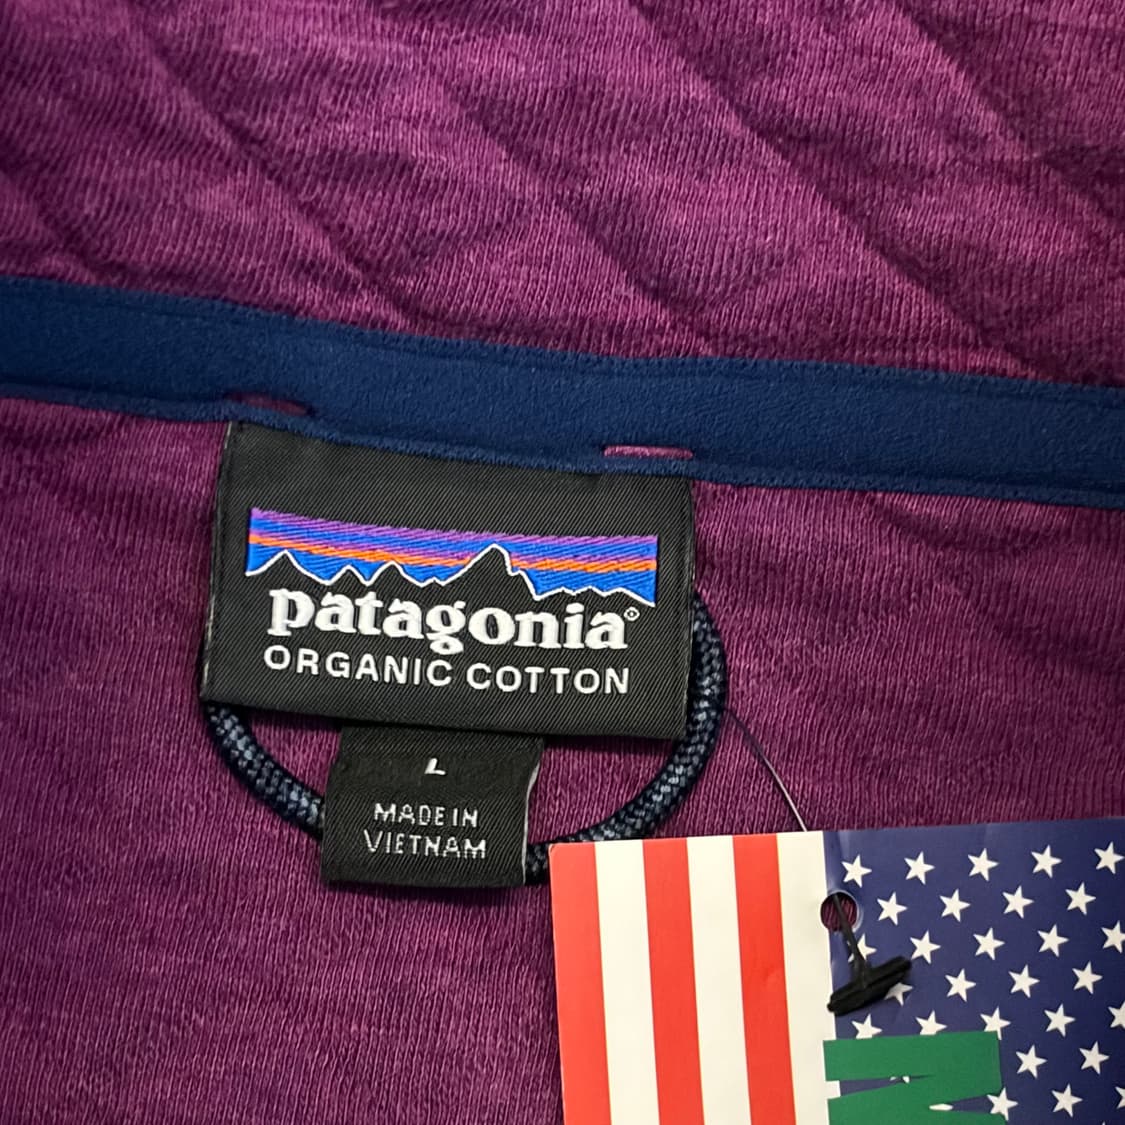 patagonia®
ORGANIC COTTON
L
MADE IN
VIETNAM